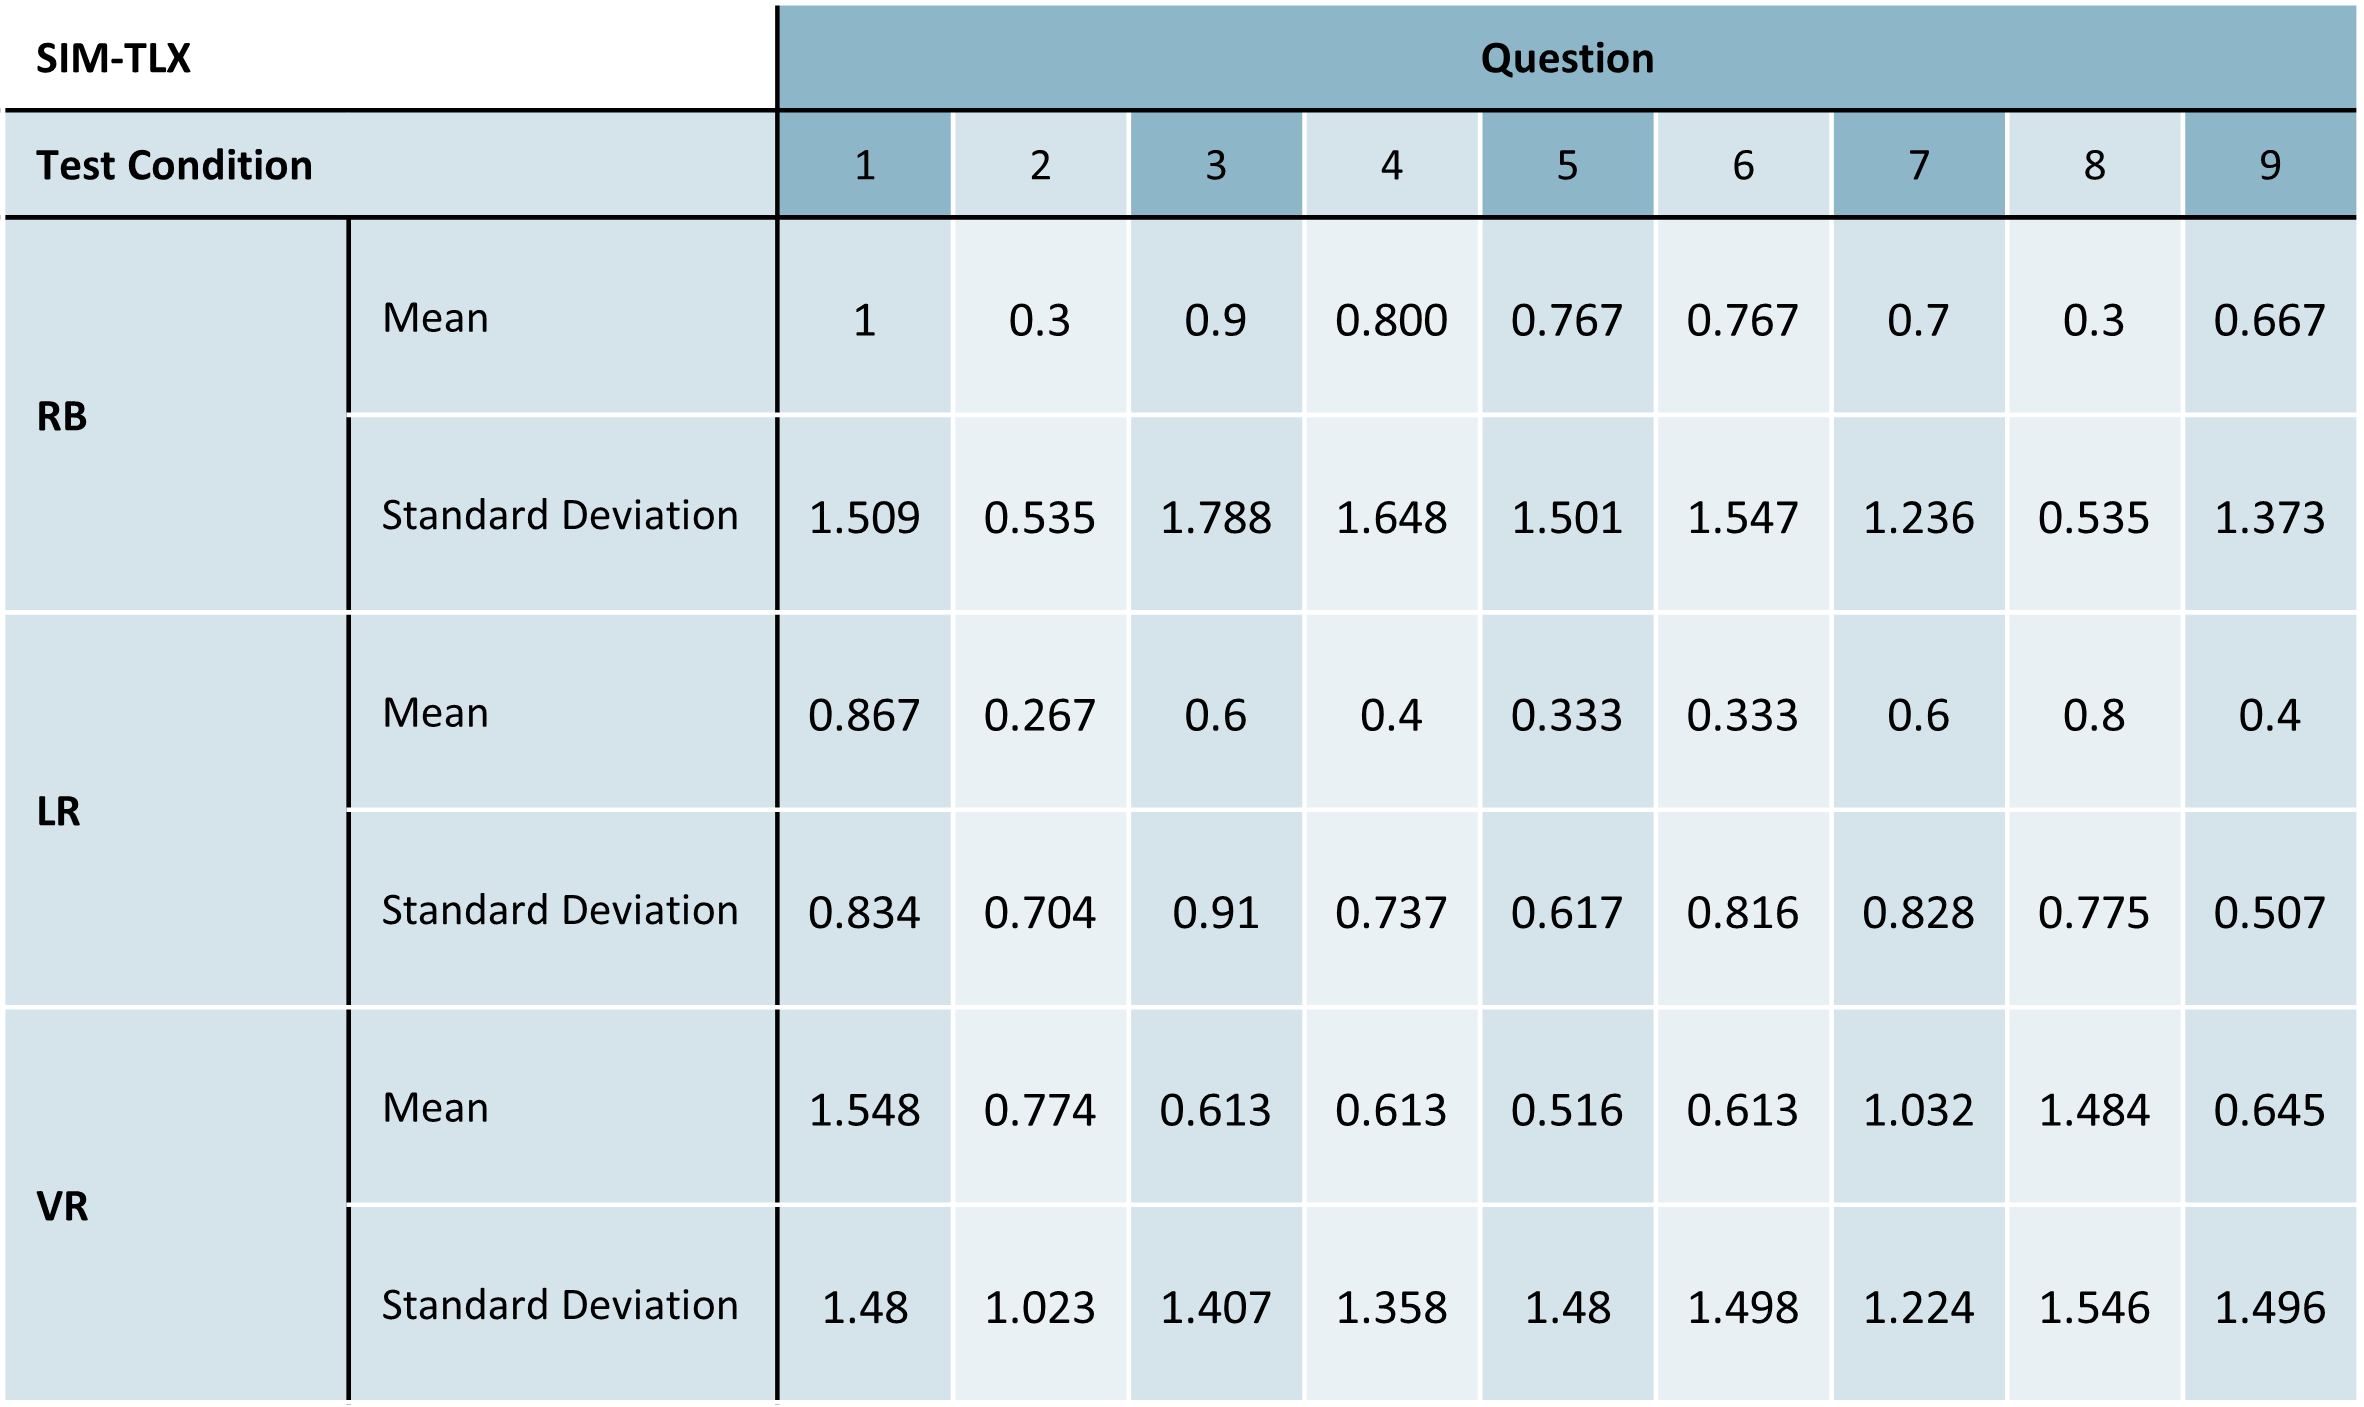 SIM-TLX Question
Test Condition 1 2 3 4 5 6 7 8 9
RB
Mean 1 0.3 0.9 0.800 0.767 0.767 0.7 0.3 0.667
Standard Deviation 1.509 0.535 1.788 1.648 1.501 1.547 1.236 0.535 1.373
LR
Mean 0.867 0.267 0.6 0.4 0.333 0.333 0.6 0.8 0.4
Standard Deviation 0.834 0.704 0.91 0.737 0.617 0.816 0.828 0.775 0.507
VR
Mean 1.548 0.774 0.613 0.613 0.516 0.613 1.032 1.484 0.645
Standard Deviation 1.48 1.023 1.407 1.358 1.48 1.498 1.224 1.546 1.496